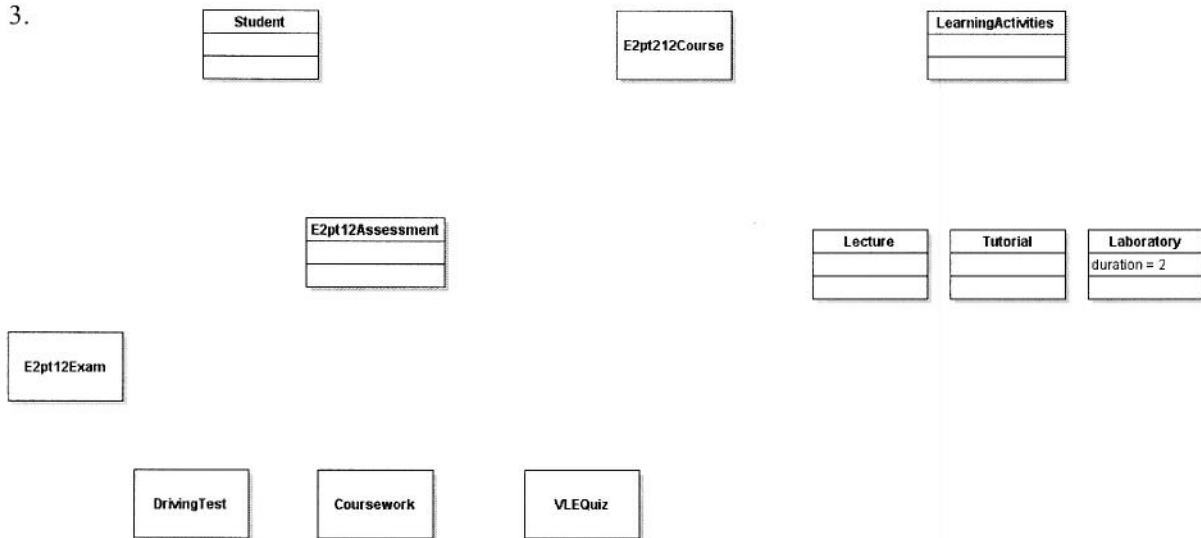 3.
Student
E2pt212Course
LearningActivities
E2pt12Assessment
Lecture
Tutorial
Laboratory
duration = 2
E2pt12Exam
DrivingTest
Coursework
VLEQuiz